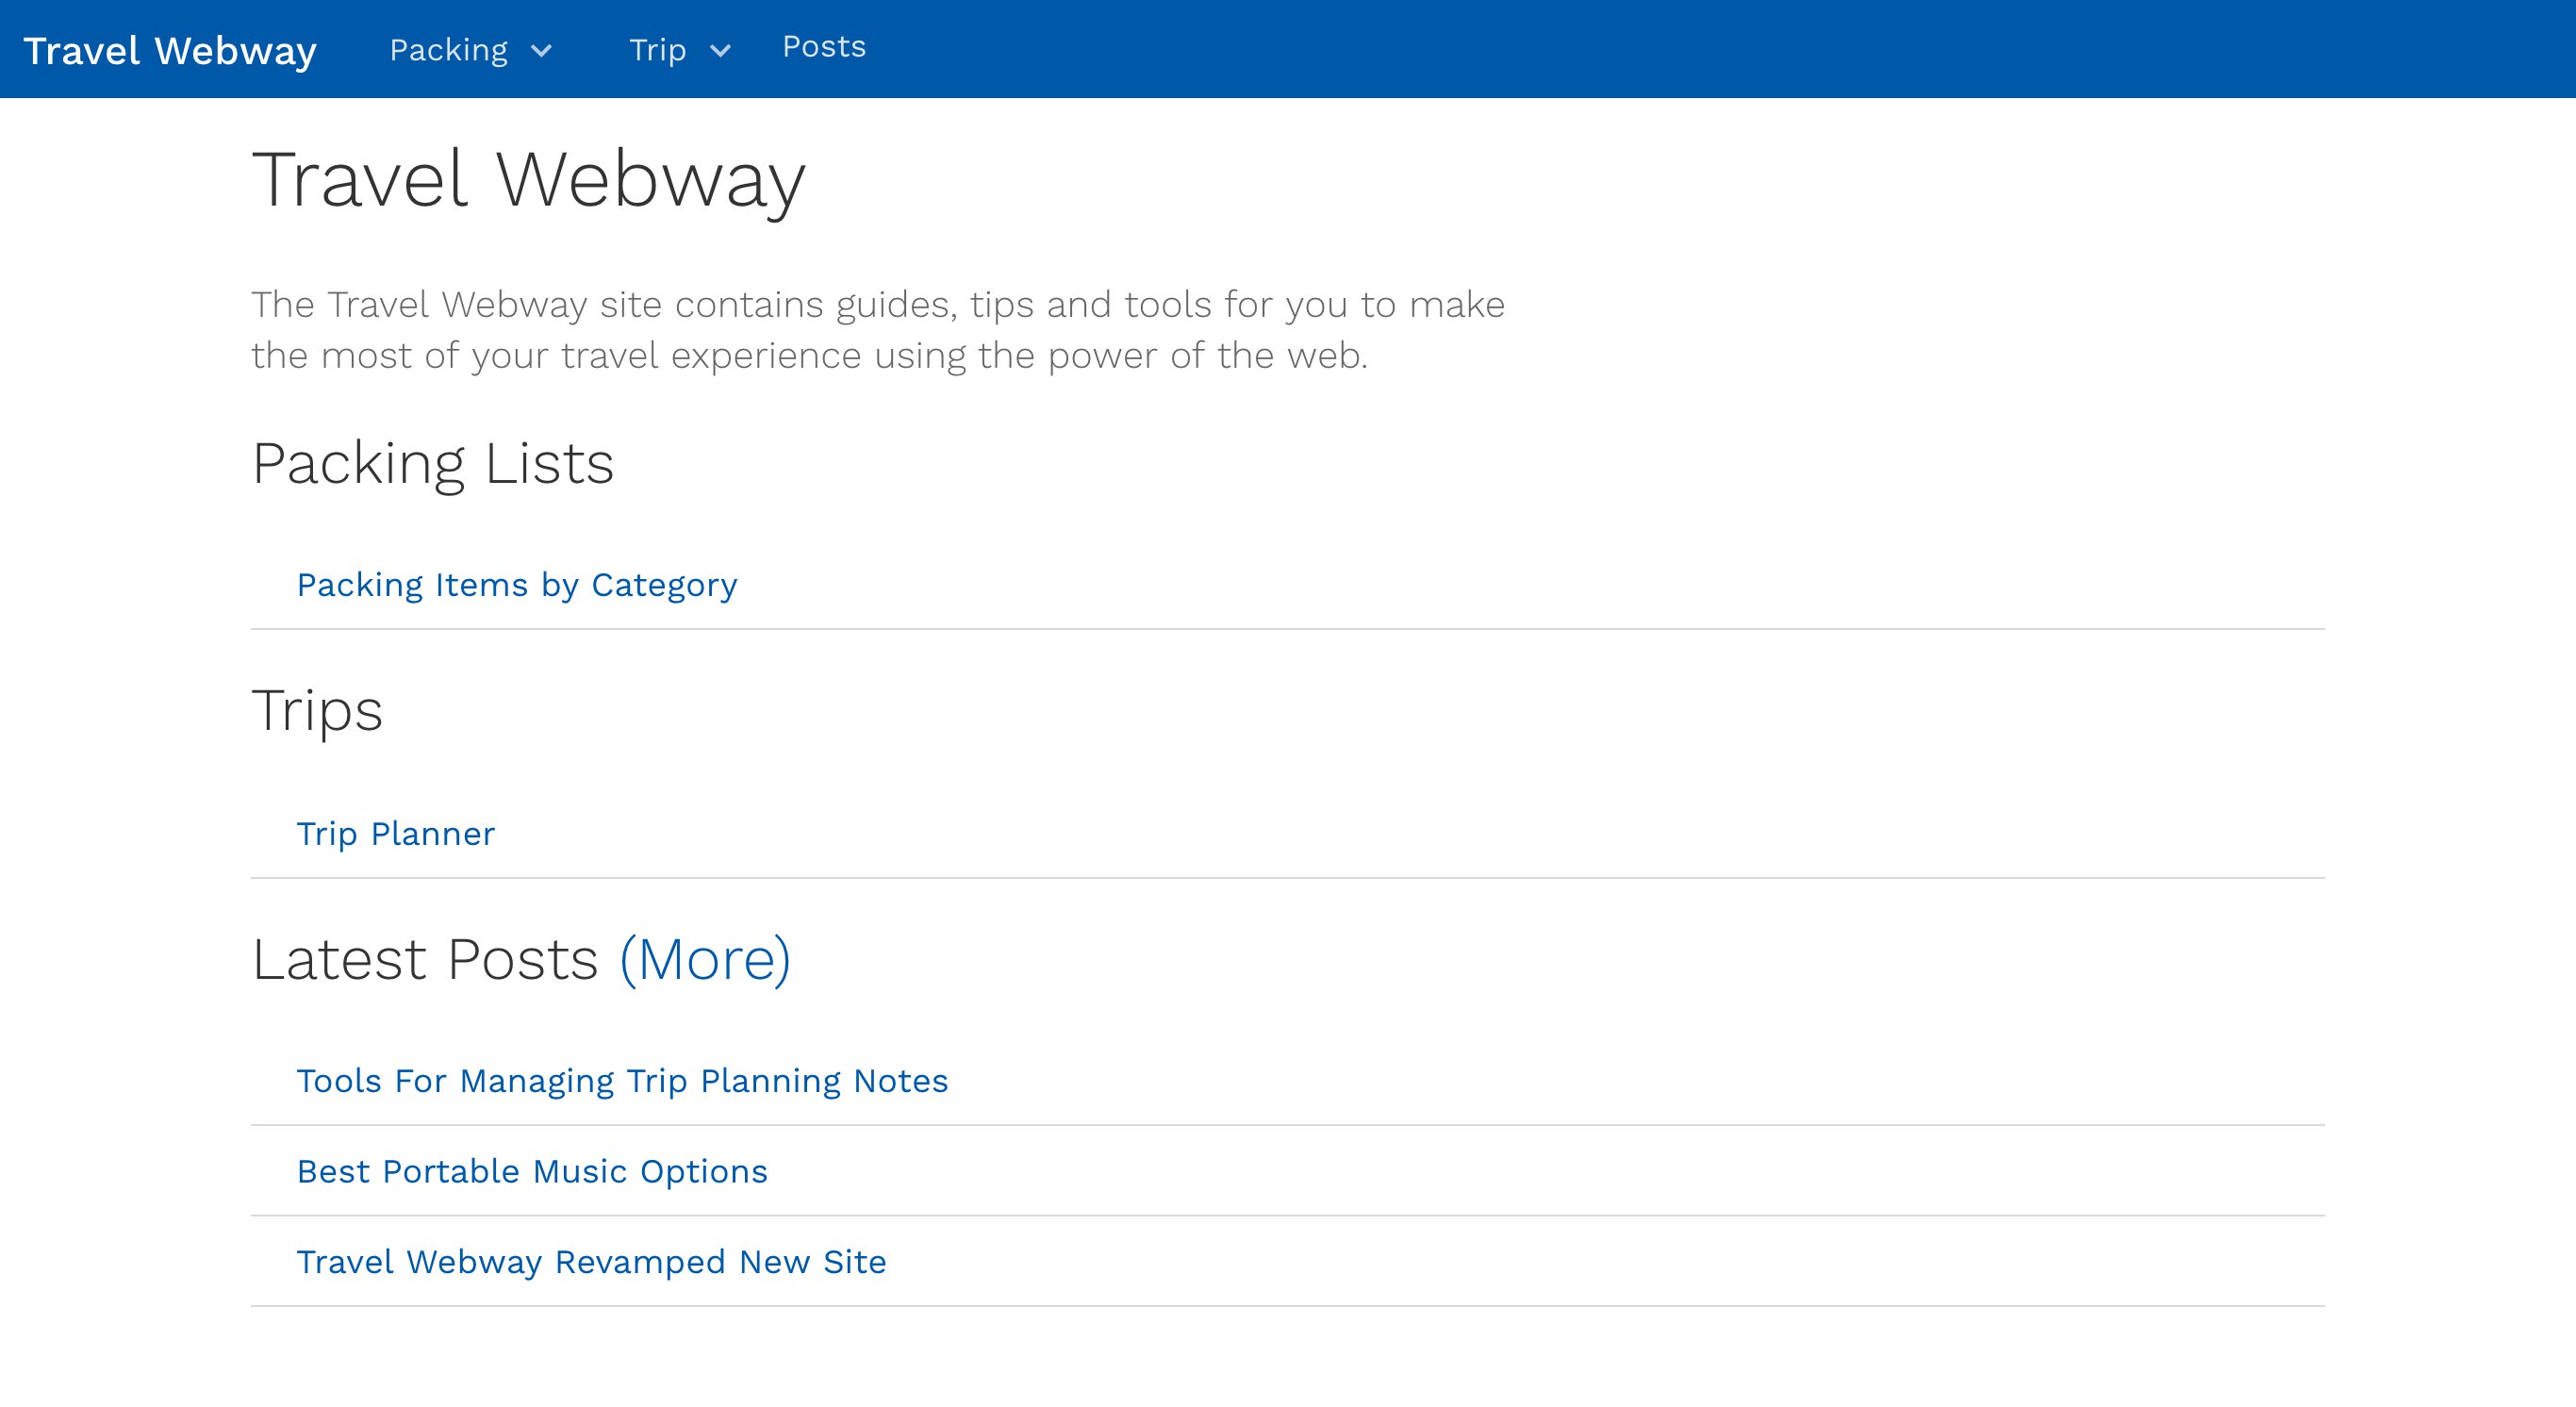 Travel Webway Packing Trip Posts
Travel Webway
The Travel Webway site contains guides, tips and tools for you to make
the most of your travel experience using the power of the web.
Packing Lists
Packing Items by Category
Trips
Trip Planner
Latest Posts (More)
Tools For Managing Trip Planning Notes
Best Portable Music Options
Travel Webway Revamped New Site